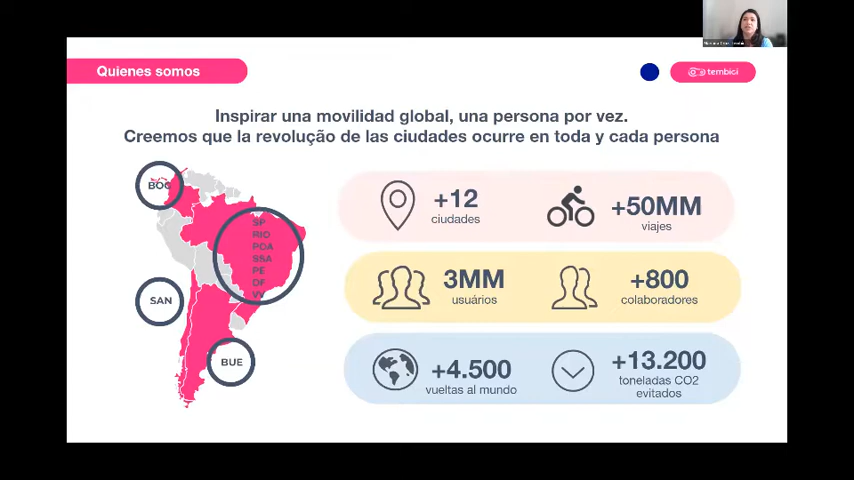 Quienes somos
tembici
Inspirar una movilidad global, una persona por vez.
Creemos que la revolução de las ciudades ocurre en toda y cada persona
BOG
SP
RIO
POA
SSA
PE
DF
VV
SAN
BUE
+12
ciudades
+50MM
viajes
3MM
usuários
+800
colaboradores
+4.500
vueltas al mundo
+13.200
toneladas CO2
evitados